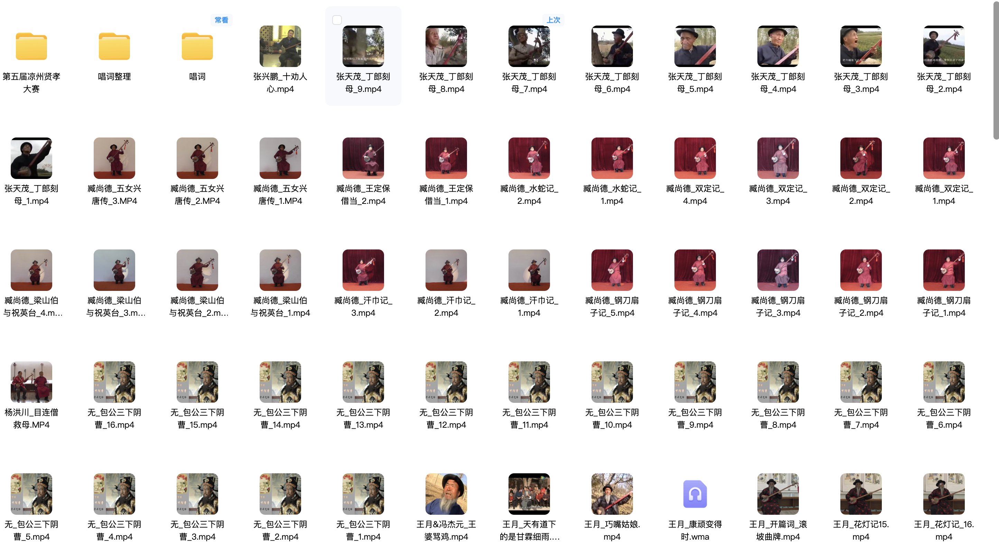 常看
上次
第五届凉州贤孝
大赛
唱词整理
唱词
张兴鹏_十劝人
心.mp4
张天茂_丁郎刻
母_9.mp4
张天茂_丁郎刻
母_8.mp4
张天茂_丁郎刻
母_7.mp4
张天茂_丁郎刻
母_6.mp4
张天茂_丁郎刻
母_5.mp4
张天茂_丁郎刻
母_4.mp4
张天茂_丁郎刻
母_3.mp4
张天茂_丁郎刻
母_2.mp4
张天茂_丁郎刻
母_1.mp4
臧尚德_五女兴
唐传_3.MP4
臧尚德_五女兴
唐传_2.MP4
臧尚德_五女兴
唐传_1.MP4
臧尚德_王定保
借当_2.mp4
臧尚德_王定保
借当_1.mp4
臧尚德_水蛇记_
2.mp4
臧尚德_水蛇记_
1.mp4
臧尚德_双定记_
4.mp4
臧尚德_双定记_
3.mp4
臧尚德_双定记_
2.mp4
臧尚德_双定记_
1.mp4
臧尚德_梁山伯
与祝英台_4.m...
臧尚德_梁山伯
与祝英台_3.m...
臧尚德_梁山伯
与祝英台_2.m...
臧尚德_梁山伯
与祝英台_1.mp4
臧尚德_汗巾记_
3.mp4
臧尚德_汗巾记_
2.mp4
臧尚德_汗巾记_
1.mp4
臧尚德_钢刀扇
子记_5.mp4
臧尚德_钢刀扇
子记_4.mp4
臧尚德_钢刀扇
子记_3.mp4
臧尚德_钢刀扇
子记_2.mp4
臧尚德_钢刀扇
子记_1.mp4
杨洪川_目连僧
救母.MP4
无_包公三下阴
曹_16.mp4
无_包公三下阴
曹_15.mp4
无_包公三下阴
曹_14.mp4
无_包公三下阴
曹_13.mp4
无_包公三下阴
曹_12.mp4
无_包公三下阴
曹_11.mp4
无_包公三下阴
曹_10.mp4
无_包公三下阴
曹_9.mp4
无_包公三下阴
曹_8.mp4
无_包公三下阴
曹_7.mp4
无_包公三下阴
曹_6.mp4
无_包公三下阴
曹_5.mp4
无_包公三下阴
曹_4.mp4
无_包公三下阴
曹_3.mp4
无_包公三下阴
曹_2.mp4
无_包公三下阴
曹_1.mp4
王月&冯杰元_王
婆骂鸡.mp4
王月_天有道下
的是甘霖细雨....
王月_巧嘴姑娘.
mp4
王月_康顽变得
时.wma
王月_开篇词_滚
坡曲牌.mp4
王月_花灯记15.
mp4
王月_花灯记_16.
mp4